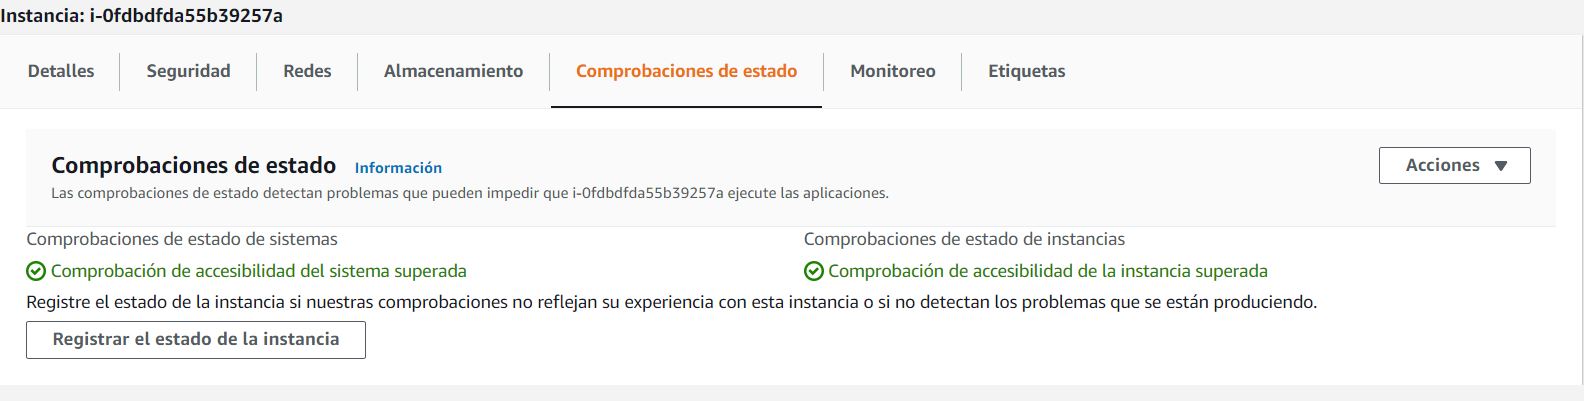 Instancia: i-0fdbdfda55b39257a
Detalles
Seguridad
Redes
Almacenamiento
Comprobaciones de estado
Monitoreo
Etiquetas
Comprobaciones de estado Información
Acciones
Las comprobaciones de estado detectan problemas que pueden impedir que i-0fdbdfda55b39257a ejecute las aplicaciones.
Comprobaciones de estado de sistemas
Comprobación de accesibilidad del sistema superada
Comprobaciones de estado de instancias
Comprobación de accesibilidad de la instancia superada
Registre el estado de la instancia si nuestras comprobaciones no reflejan su experiencia con esta instancia o si no detectan los problemas que se están produciendo.
Registrar el estado de la instancia